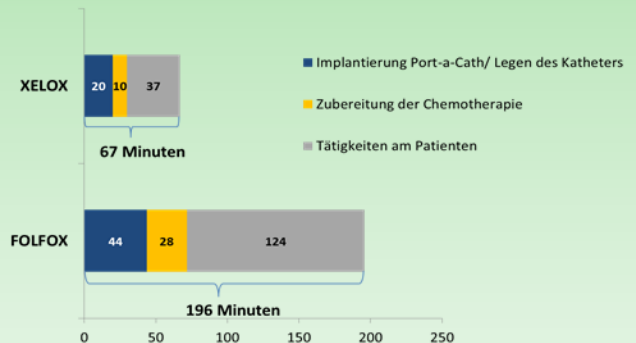 XELOX
20 10 37
67 Minuten
Implantierung Port-a-Cath/ Legen des Katheters
Zubereitung der Chemotherapie
Tätigkeiten am Patienten
FOLFOX
44 28 124
196 Minuten
0 50 100 150 200 250